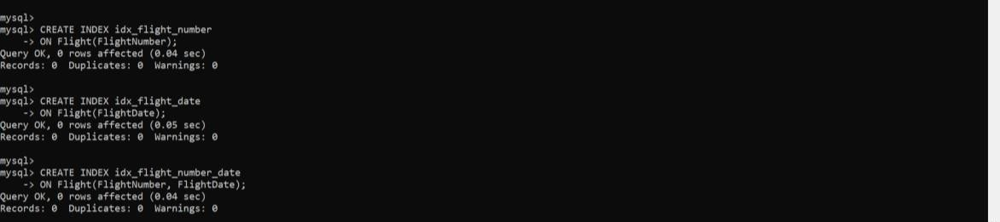 mysql>
mysql> CREATE INDEX idx_flight_number
    -> ON Flight(FlightNumber);
Query OK, 0 rows affected (0.04 sec)
Records: 0  Duplicates: 0  Warnings: 0

mysql>
mysql> CREATE INDEX idx_flight_date
    -> ON Flight(FlightDate);
Query OK, 0 rows affected (0.05 sec)
Records: 0  Duplicates: 0  Warnings: 0

mysql>
mysql> CREATE INDEX idx_flight_number_date
    -> ON Flight(FlightNumber, FlightDate);
Query OK, 0 rows affected (0.04 sec)
Records: 0  Duplicates: 0  Warnings: 0